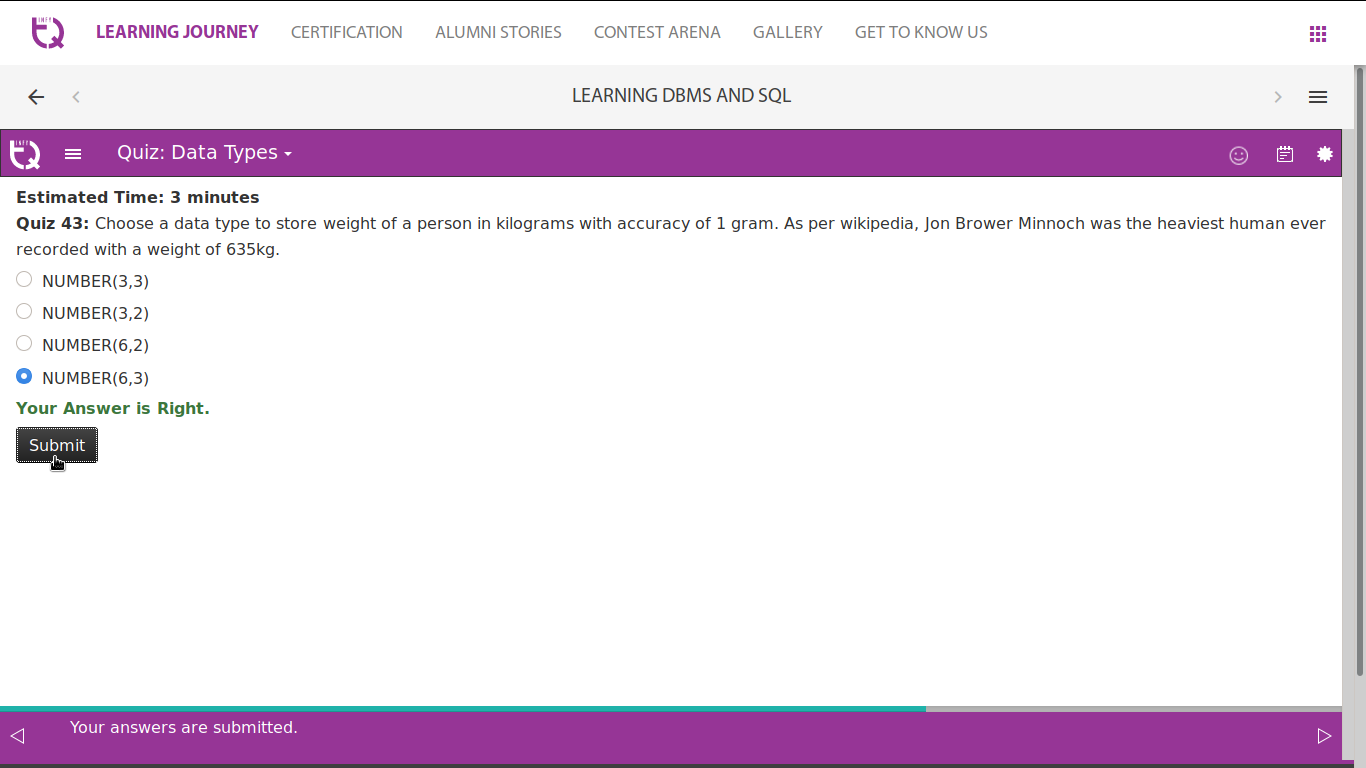 INFY
TQ
LEARNING JOURNEY CERTIFICATION ALUMNI STORIES CONTEST ARENA GALLERY GET TO KNOW US
LEARNING DBMS AND SQL
INFY
TQ
Quiz: Data Types
Estimated Time: 3 minutes
Quiz 43: Choose a data type to store weight of a person in kilograms with accuracy of 1 gram. As per wikipedia, Jon Brower Minnoch was the heaviest human ever
recorded with a weight of 635kg.
NUMBER(3,3)
NUMBER(3,2)
NUMBER(6,2)
NUMBER(6,3)
Your Answer is Right.
Submit
Your answers are submitted.